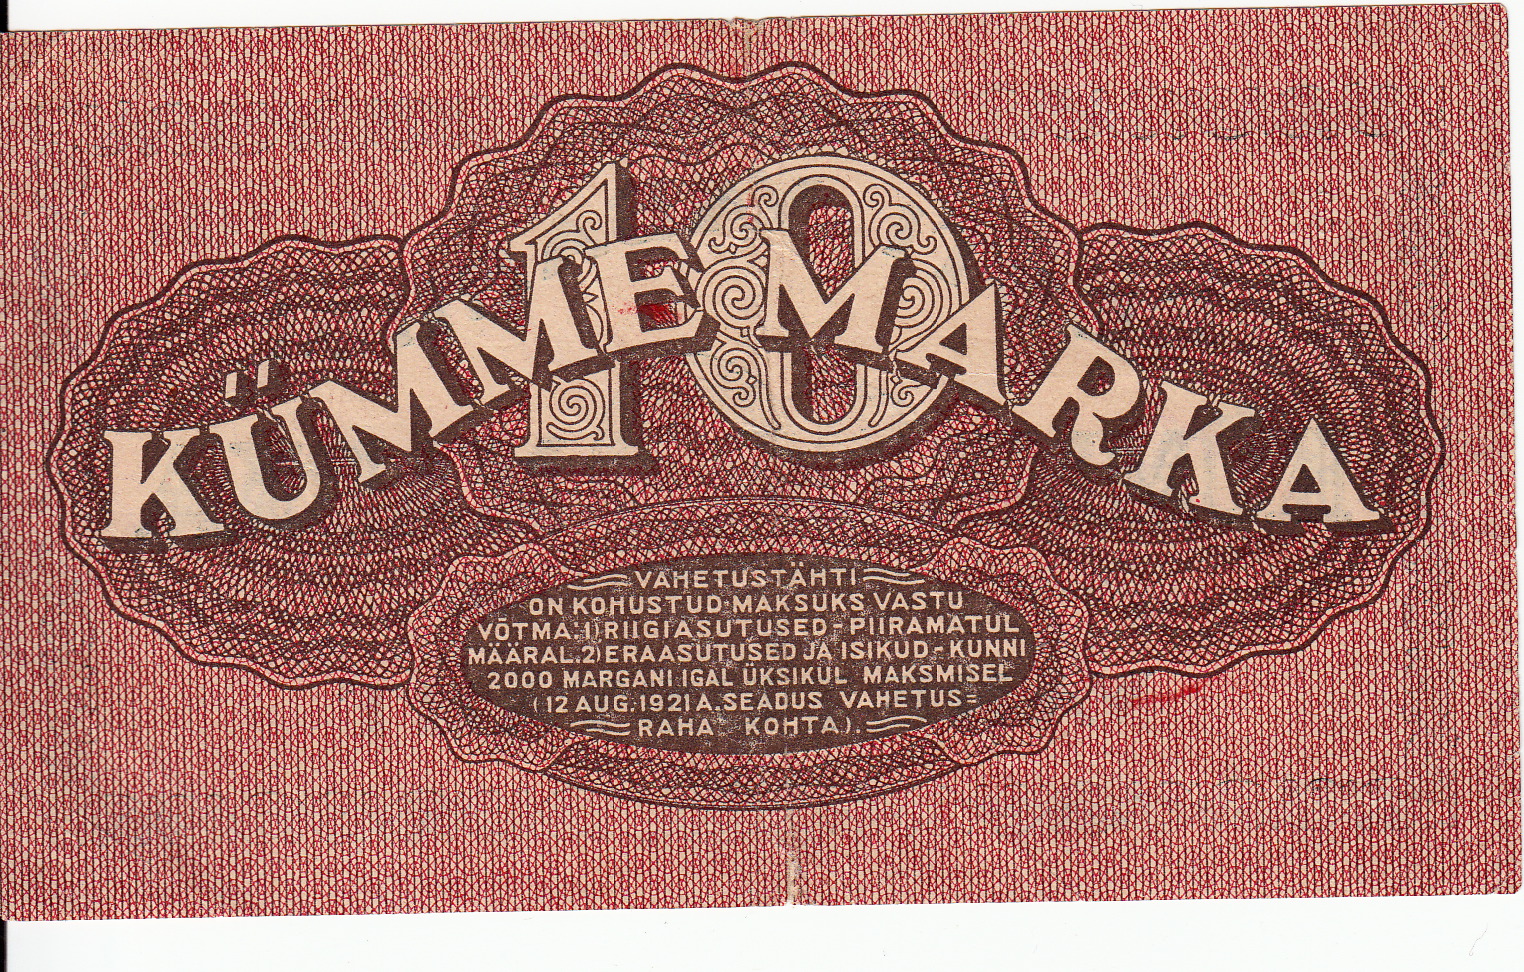 10
KÜMME MARKA
VAHETUSTÄHTI
ON KOHUSTUD MAKSUKS VASTU
VÕTMA: 1) RIIGIASUTUSED - PIIRAMATUL
MÄÄRAL. 2) ERAASUTUSED JA ISIKUD - KUNNI
2000 MARGANI IGAL ÜKSIKUL MAKSMISEL
(12 AUG. 1921 A. SEADUS VAHETUS=
RAHA KOHTA).